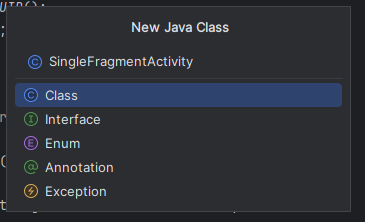 New Java Class
SingleFragmentActivity
Class
Interface
Enum
Annotation
Exception